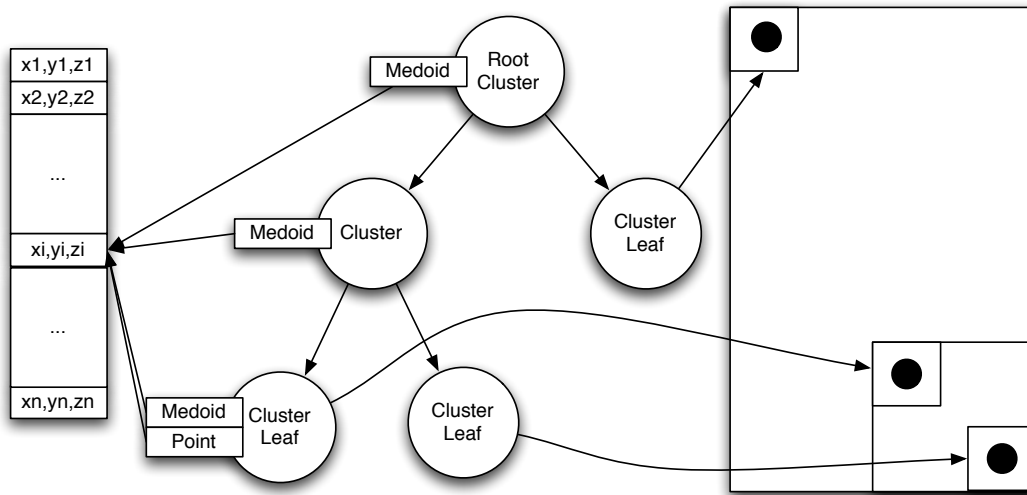 x1,y1,z1
x2,y2,z2
...
xi,yi,zi
...
xn,yn,zn
Medoid
Root
Cluster
Medoid
Cluster
Cluster
Leaf
Medoid
Point
Cluster
Leaf
Cluster
Leaf